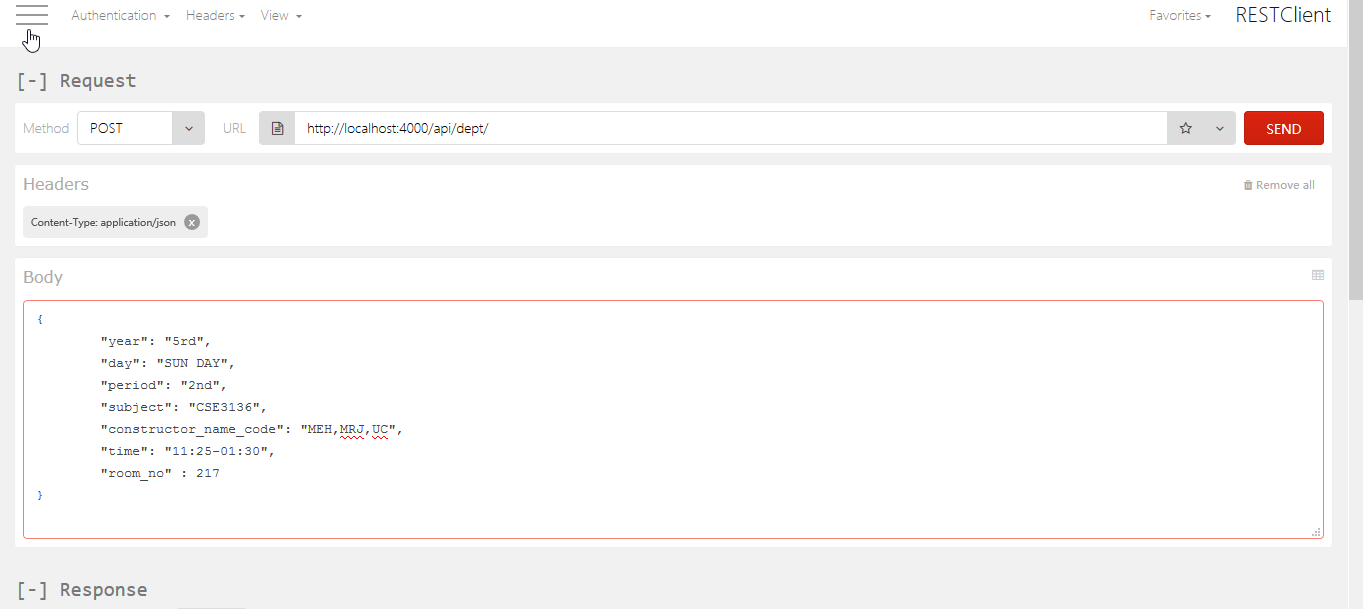 Authentication Headers View Favorites RESTClient
[-] Request
Method POST URL http://localhost:4000/api/dept/ SEND
Headers Remove all
Content-Type: application/json x
Body
{
"year": "5rd",
"day": "SUN DAY",
"period": "2nd",
"subject": "CSE3136",
"constructor_name_code": "MEH,MRJ,UC",
"time": "11:25-01:30",
"room_no" : 217
}
[-] Response